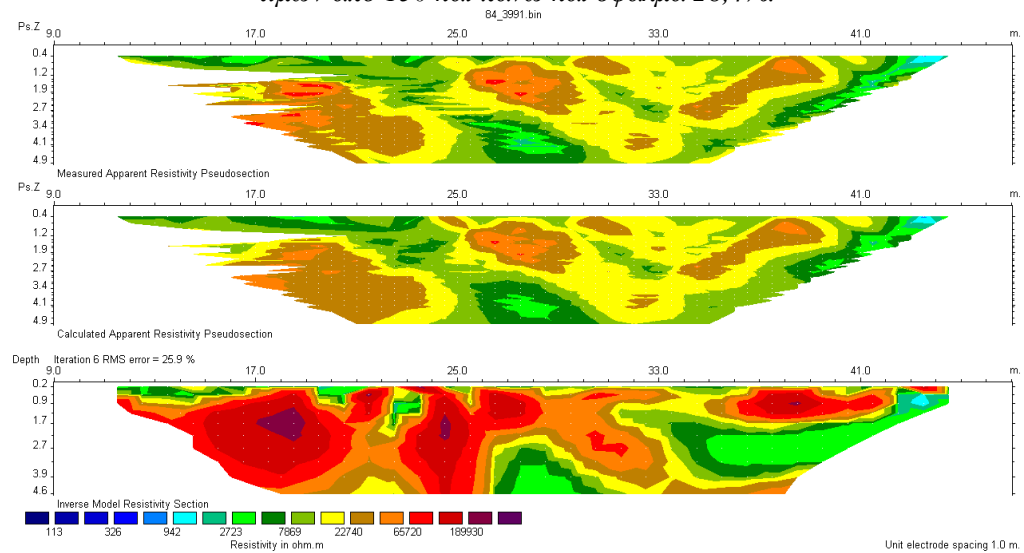 84_3991.bin
Ps.Z 9.0 17.0 25.0 33.0 41.0 m.
0.4
1.2
1.9
2.7
3.4
4.1
4.9
Measured Apparent Resistivity Pseudosection
Ps.Z 9.0 17.0 25.0 33.0 41.0 m.
0.4
1.2
1.9
2.7
3.4
4.1
4.9
Calculated Apparent Resistivity Pseudosection
Depth Iteration 6 RMS error = 25.9 %
9.0 17.0 25.0 33.0 41.0 m.
0.2
0.9
1.7
2.7
3.9
4.6
Inverse Model Resistivity Section
113 326 942 2723 7869 22740 65720 189930
Resistivity in ohm.m
Unit electrode spacing 1.0 m.